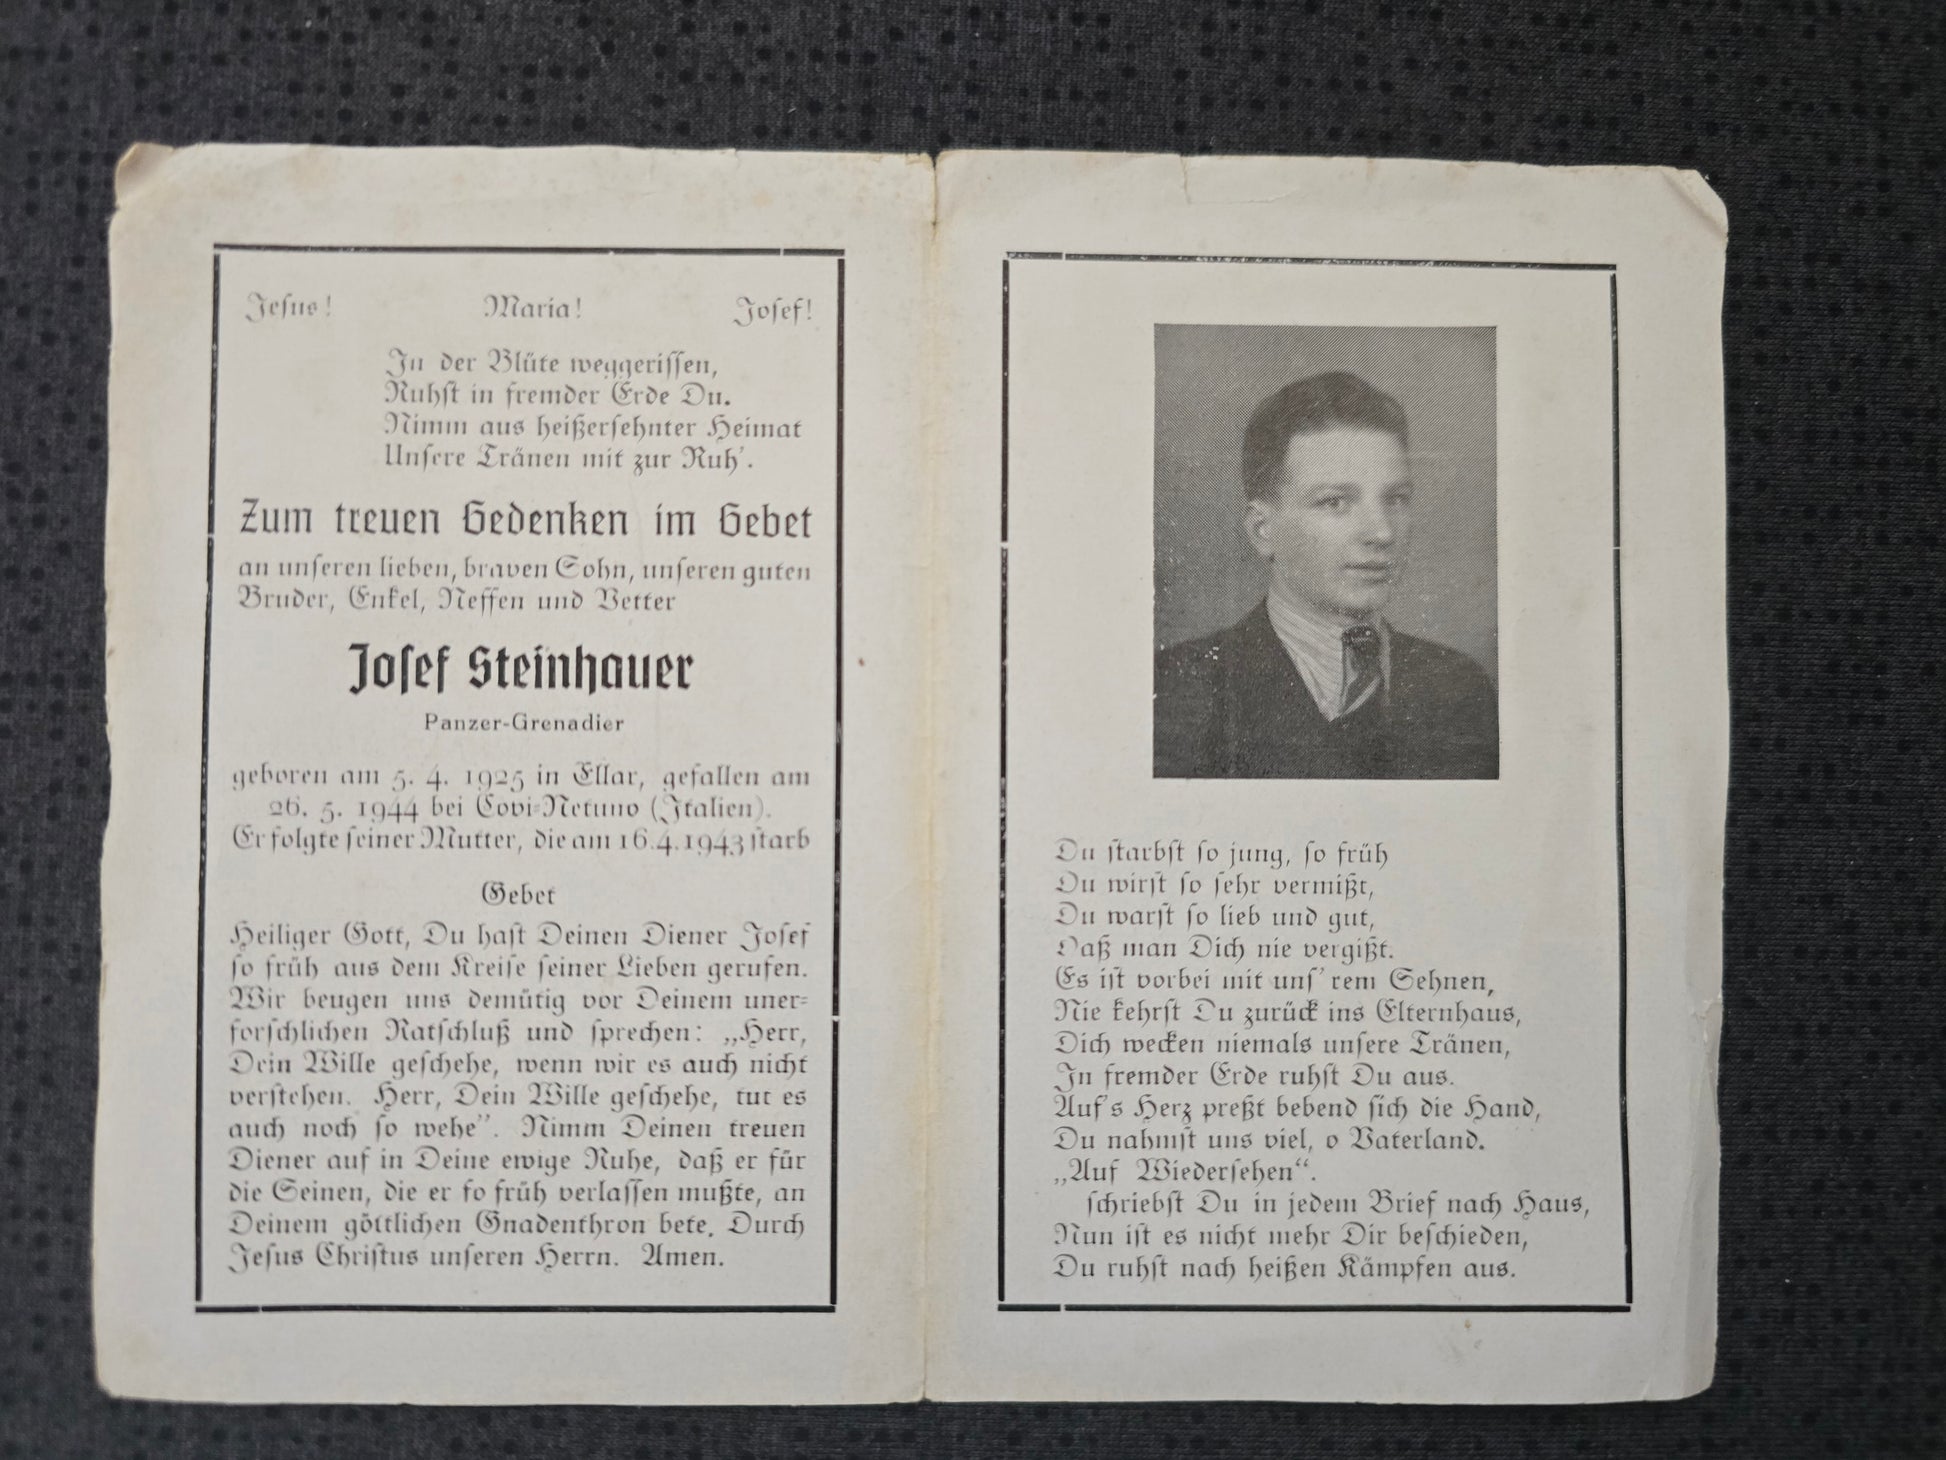 Jesus! Maria! Josef!
In der Blüte weggerissen,
Ruhst in fremder Erde Du.
Nimm aus heißersehnter Heimat
Unsere Tränen mit zur Ruh'.
Zum treuen Gedenken im Gebet
an unseren lieben, braven Sohn, unseren guten
Bruder, Enkel, Neffen und Vetter
Josef Steinhauer
Panzer-Grenadier
geboren am 5. 4. 1925 in Ellar, gefallen am
26. 5. 1944 bei Covi-Netuno (Italien).
Er folgte seiner Mutter, die am 16.4.1943 starb
Gebet
Heiliger Gott, Du hast Deinen Diener Josef
so früh aus dem Kreise seiner Lieben gerufen.
Wir beugen uns demütig vor Deinem uner-
forschlichen Ratschluß und sprechen: „Herr,
Dein Wille geschehe, wenn wir es auch nicht
verstehen. Herr, Dein Wille geschehe, tut es
auch noch so wehe”. Nimm Deinen treuen
Diener auf in Deine ewige Ruhe, daß er für
die Seinen, die er fo früh verlassen mußte, an
Deinem göttlichen Gnadenthron bete. Durch
Jesus Christus unseren Herrn. Amen.
Du starbst so jung, so früh
Du wirst so sehr vermißt,
Du warst so lieb und gut,
Daß man Dich nie vergißt.
Es ist vorbei mit uns' rem Sehnen,
Nie kehrst Du zurück ins Elternhaus,
Dich wecken niemals unsere Tränen,
In fremder Erde ruhst Du aus.
Auf's Herz preßt bebend sich die Hand,
Du nahmst uns viel, o Vaterland.
„Auf Wiedersehen“.
schriebst Du in jedem Brief nach Haus,
Nun ist es nicht mehr Dir beschieden,
Du ruhst nach heißen Kämpfen aus.